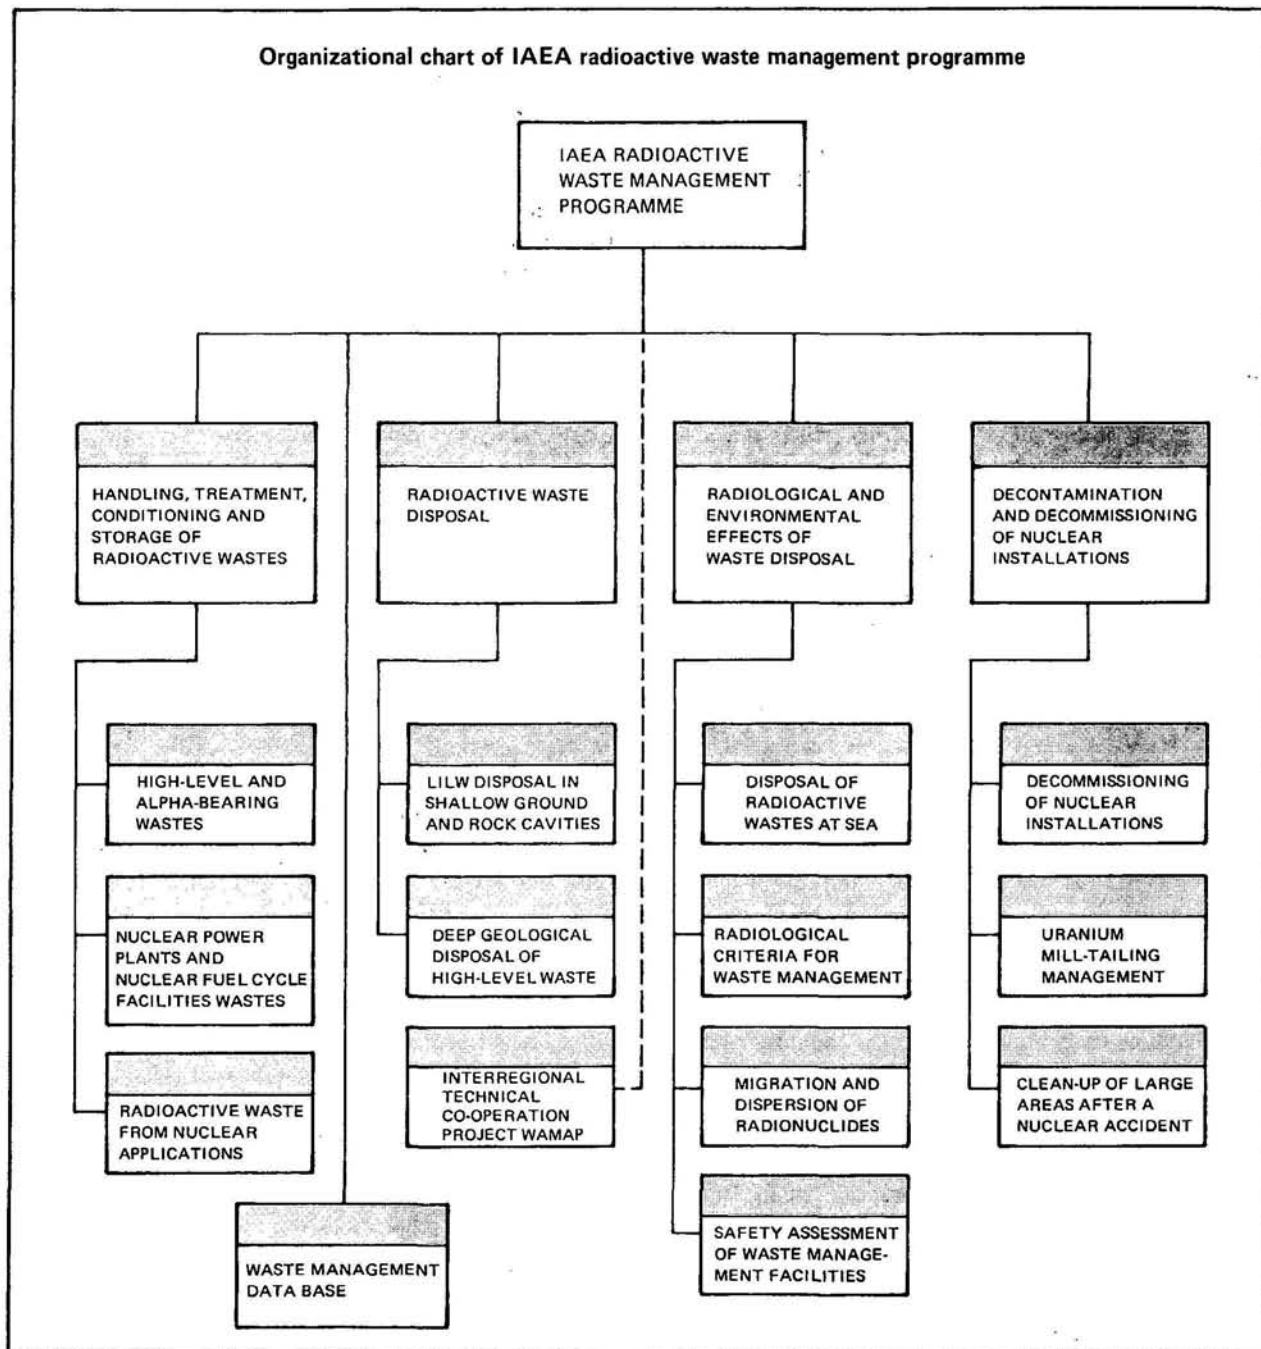 Organizational chart of IAEA radioactive waste management programme
IAEA RADIOACTIVE
WASTE MANAGEMENT
PROGRAMME
HANDLING, TREATMENT,
CONDITIONING AND
STORAGE OF
RADIOACTIVE WASTES
RADIOACTIVE WASTE
DISPOSAL
RADIOLOGICAL AND
ENVIRONMENTAL
EFFECTS OF
WASTE DISPOSAL
DECONTAMINATION
AND DECOMMISSIONING
OF NUCLEAR
INSTALLATIONS
HIGH-LEVEL AND
ALPHA-BEARING
WASTES
LILW DISPOSAL IN
SHALLOW GROUND
AND ROCK CAVITIES
DISPOSAL OF
RADIOACTIVE
WASTES AT SEA
DECOMMISSIONING
OF NUCLEAR
INSTALLATIONS
NUCLEAR POWER
PLANTS AND
NUCLEAR FUEL CYCLE
FACILITIES WASTES
DEEP GEOLOGICAL
DISPOSAL OF
HIGH-LEVEL WASTE
RADIOLOGICAL
CRITERIA FOR
WASTE MANAGEMENT
URANIUM
MILL-TAILING
MANAGEMENT
RADIOACTIVE WASTE
FROM NUCLEAR
APPLICATIONS
INTERREGIONAL
TECHNICAL
CO-OPERATION
PROJECT WAMAP
MIGRATION AND
DISPERSION OF
RADIONUCLIDES
CLEAN-UP OF LARGE
AREAS AFTER A
NUCLEAR ACCIDENT
WASTE MANAGEMENT
DATA BASE
SAFETY ASSESSMENT
OF WASTE MANAGE-
MENT FACILITIES